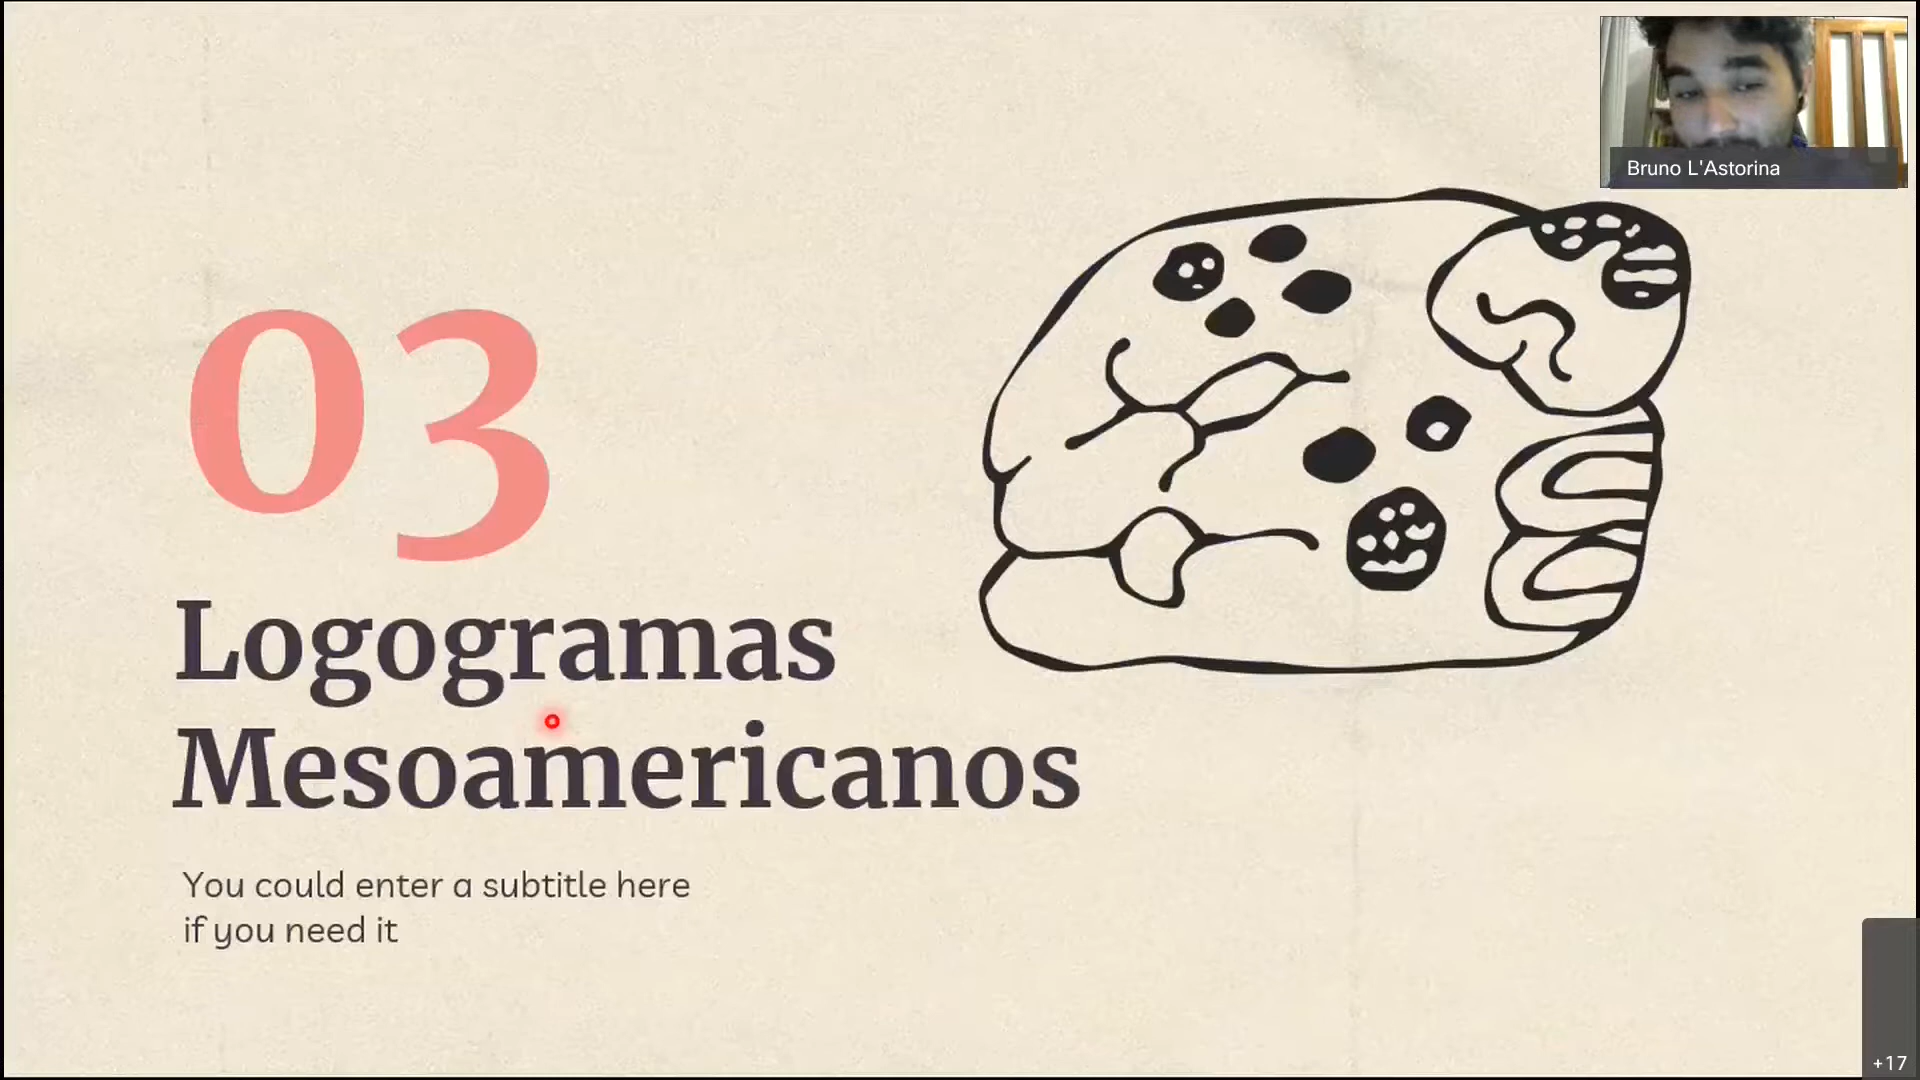 Bruno L'Astorina
03
Logogramas
Mesoamericanos
You could enter a subtitle here
if you need it
+17